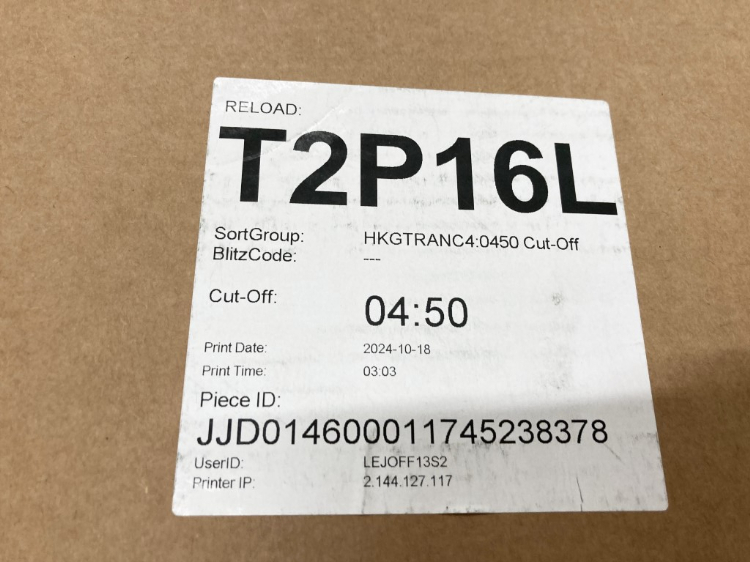 RELOAD:
T2P16L
SortGroup: HKGTRANC4:0450 Cut-Off
BlitzCode: ---
Cut-Off: 04:50
Print Date: 2024-10-18
Print Time: 03:03
Piece ID:
JJD014600011745238378
UserID: LEJOFF13S2
Printer IP: 2.144.127.117